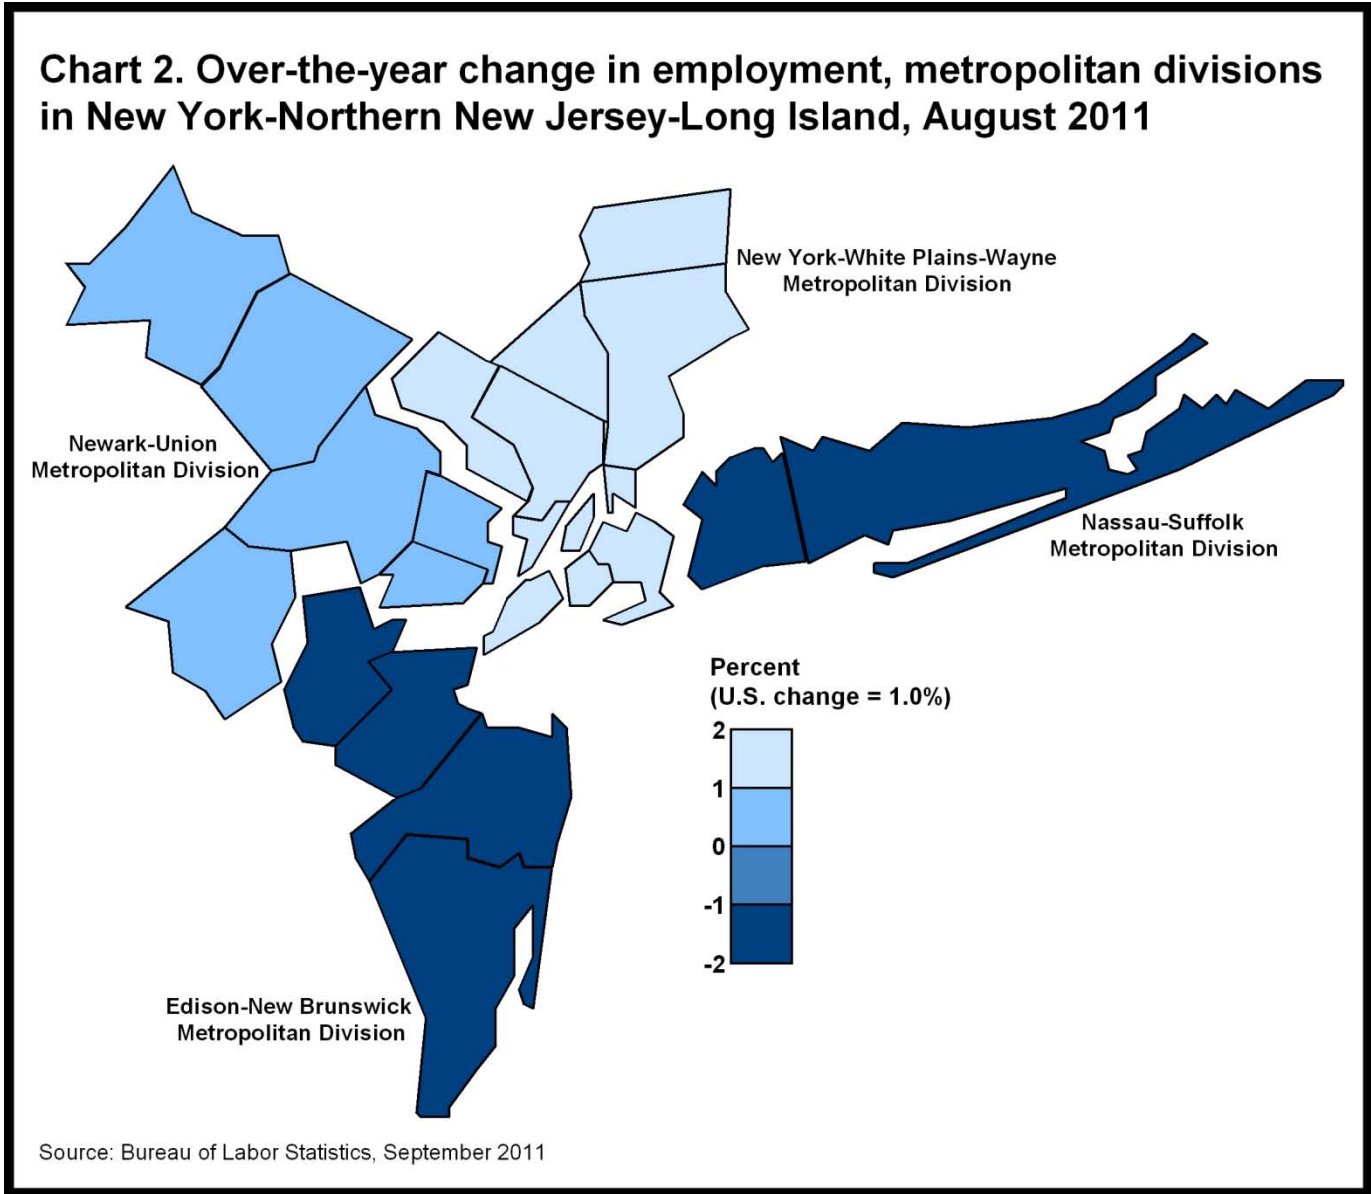 Chart 2. Over-the-year change in employment, metropolitan divisions
in New York-Northern New Jersey-Long Island, August 2011
New York-White Plains-Wayne
Metropolitan Division
Newark-Union
Metropolitan Division
Nassau-Suffolk
Metropolitan Division
Percent
(U.S. change = 1.0%)
2
1
0
-1
-2
Edison-New Brunswick
Metropolitan Division
Source: Bureau of Labor Statistics, September 2011